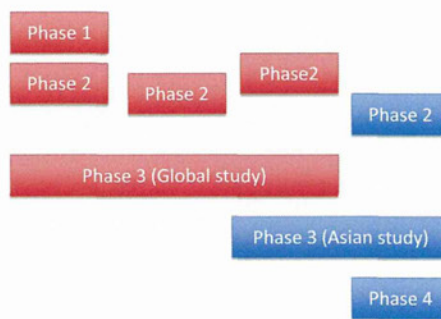 Phase 1
Phase 2
Phase 2
Phase2
Phase 2
Phase 3 (Global study)
Phase 3 (Asian study)
Phase 4